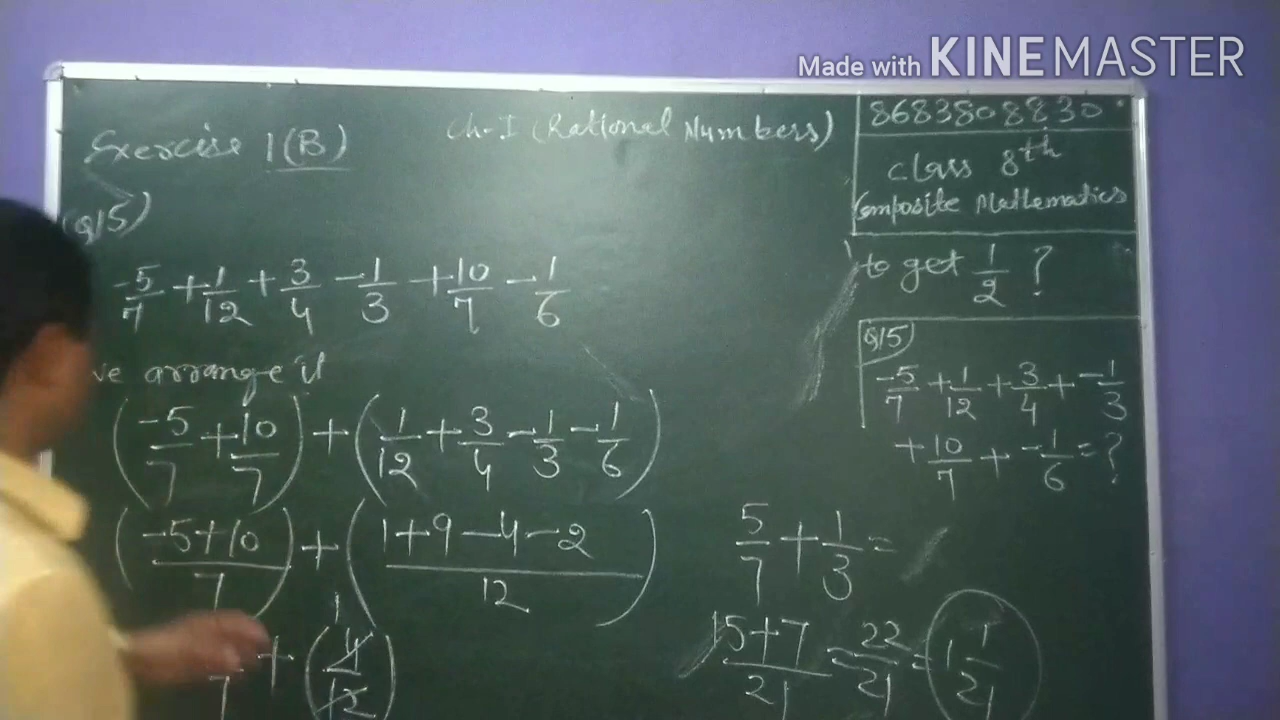 Made with KINEMASTER
Exercise 1(B)
Ch-I (Rational Numbers)
8683808830
class 8th
Composite Mathematics
to get 1/2 ?
Q15)
-5/7 + 1/12 + 3/4 - 1/3 + 10/7 - 1/6
we arrange it
(-5/7 + 10/7) + (1/12 + 3/4 - 1/3 - 1/6)
(-5+10/7) + (1+9-4-2/12)
7 + (4/12) 1
Q15)
-5/7 + 1/12 + 3/4 + -1/3
+ 10/7 + -1/6 = ?
5/7 + 1/3 =
15+7/21 = 22/21 = 1 1/21